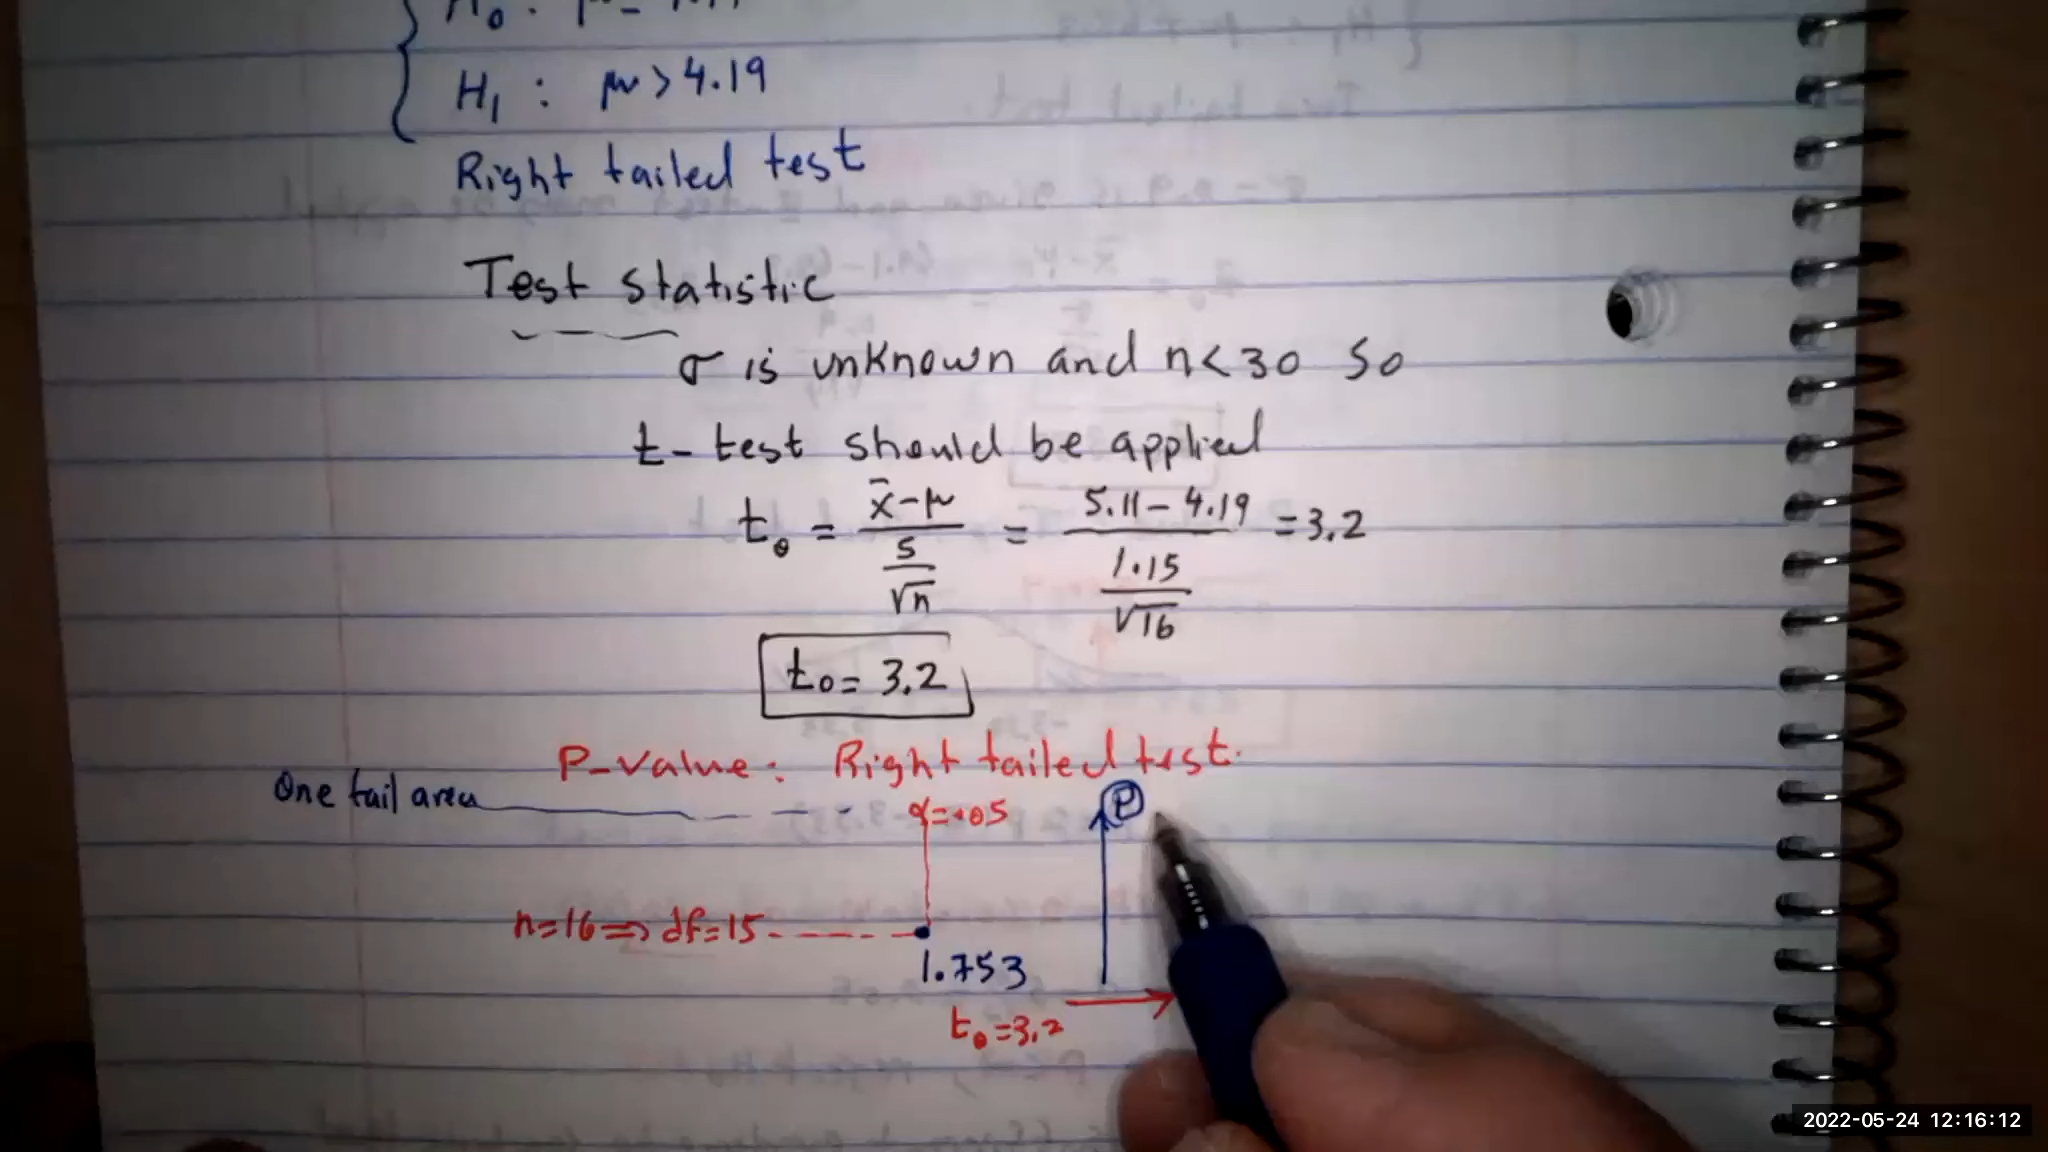 H₀ : μ
H₁ : μ > 4.19
Right tailed test
Test statistic
σ is unknown and n < 30 So
t - test should be applied
t₀ = (x̄ - μ) / (s / √n) = (5.11 - 4.19) / (1.15 / √16) = 3.2
t₀ = 3.2
P-value: Right tailed test.
One tail area α = .05 P
n=16 ⇒ df=15
1.753
t₀ = 3.2
2022-05-24 12:16:12